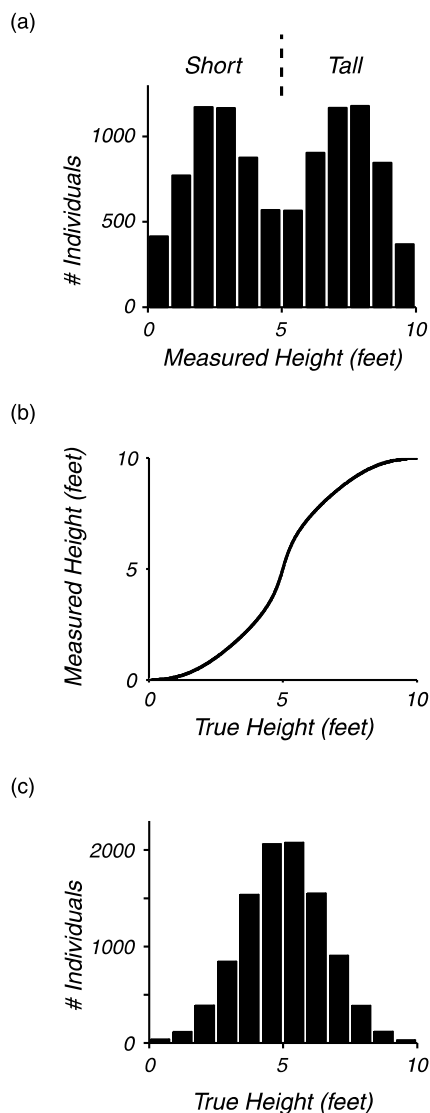 (a)
Short Tall
1000
500
0
# Individuals
0 5 10
Measured Height (feet)
(b)
10
5
0
Measured Height (feet)
0 5 10
True Height (feet)
(c)
2000
1000
0
# Individuals
0 5 10
True Height (feet)